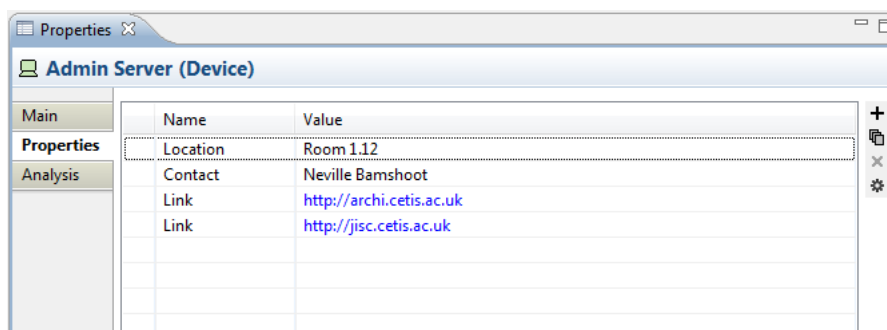 Properties
Admin Server (Device)
Main
Properties
Analysis
Name Value
Location Room 1.12
Contact Neville Bamshoot
Link http://archi.cetis.ac.uk
Link http://jisc.cetis.ac.uk